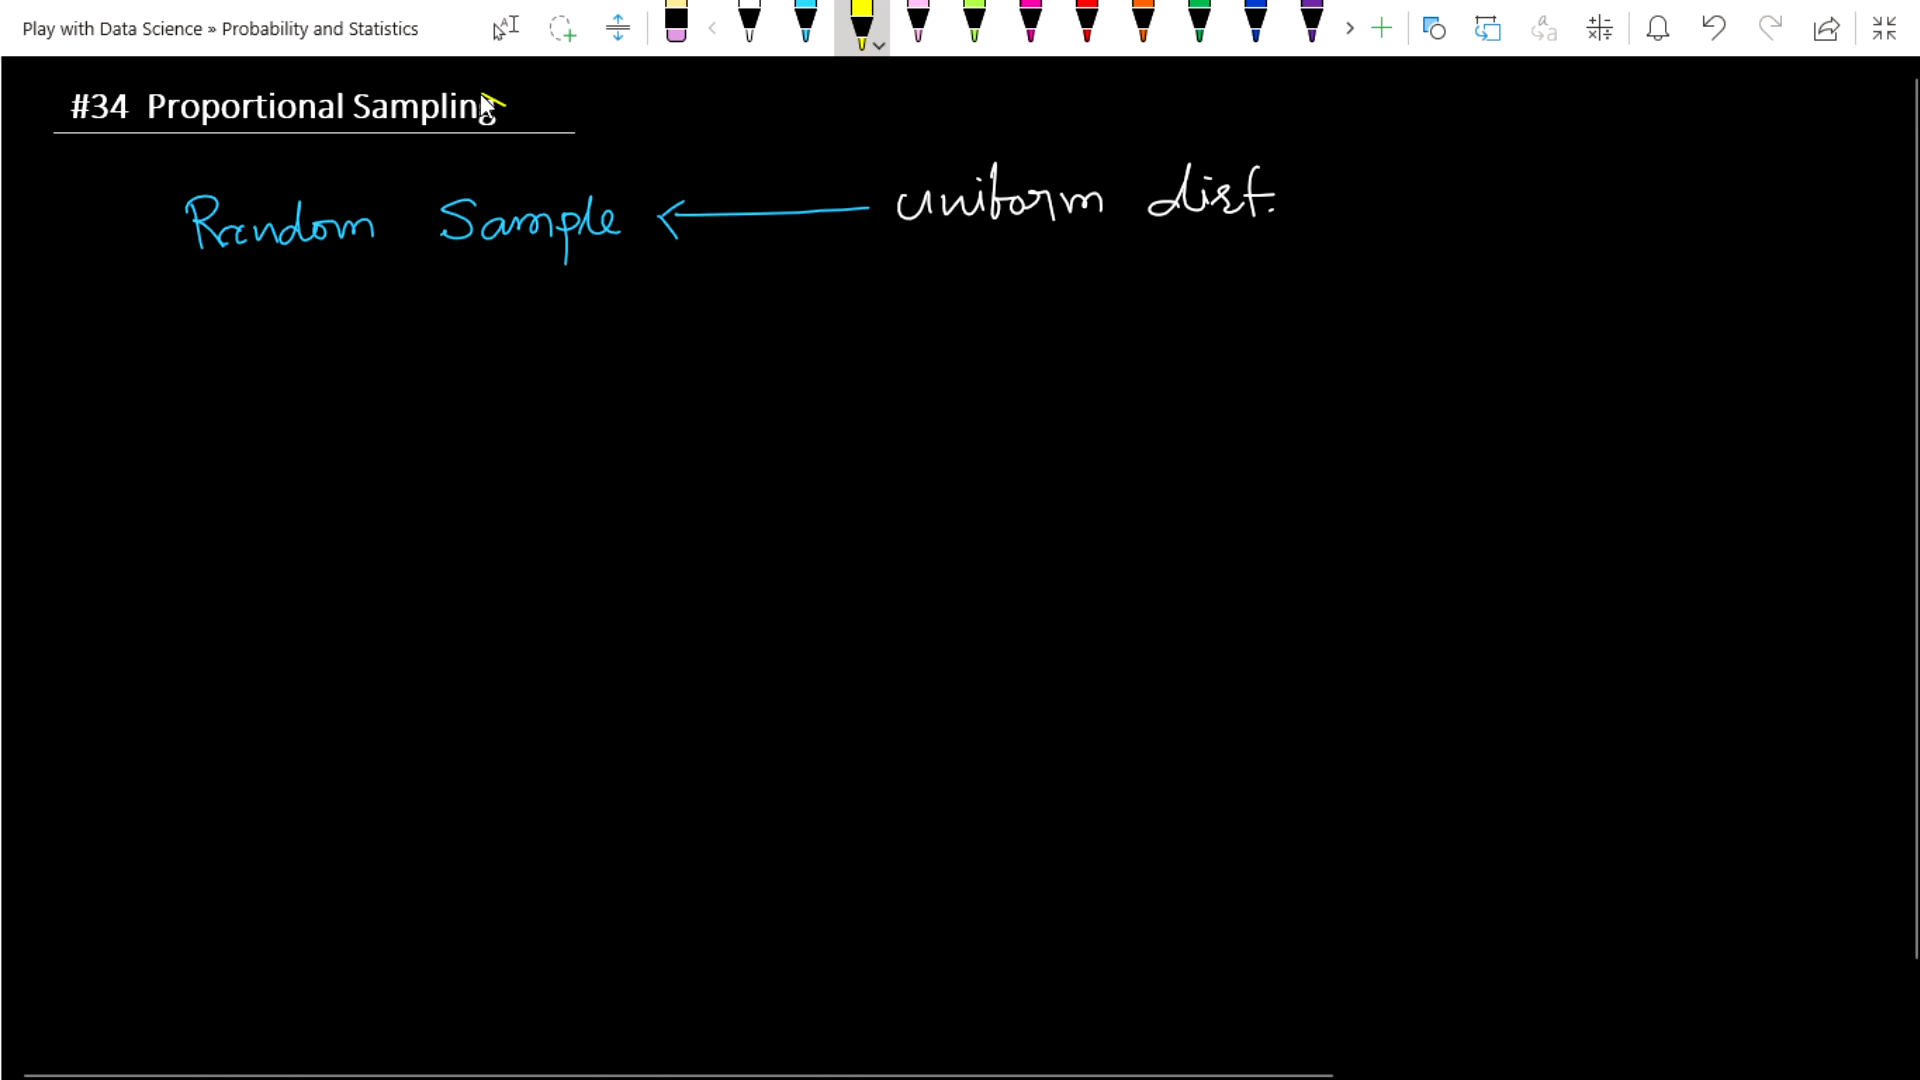 Play with Data Science » Probability and Statistics
#34 Proportional Sampling
Random Sample ← uniform dist.